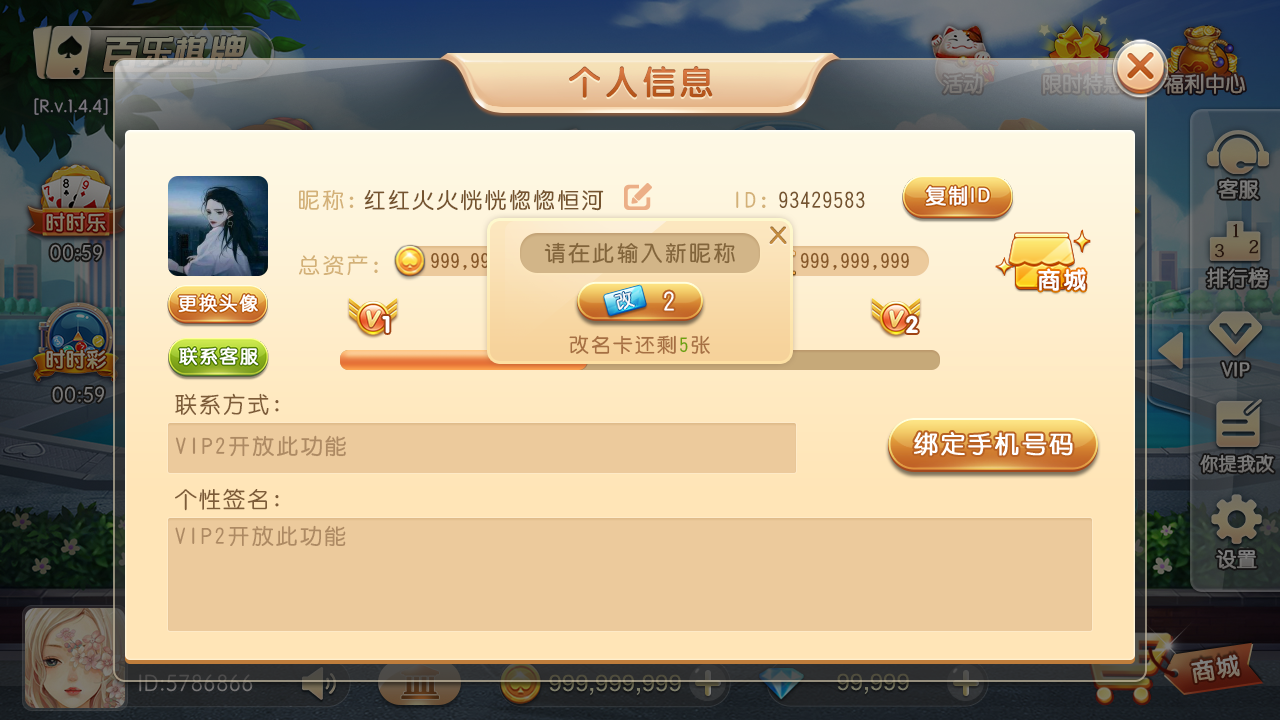 百乐棋牌
[R.v.1.4.4]
个人信息
活动
限时特惠
福利中心
昵称: 红红火火恍恍惚惚恒河
ID: 93429583
复制ID
总资产: 999,99
999,999,999
请在此输入新昵称
改 2
改名卡还剩5张
更换头像
联系客服
V1
V2
商城
联系方式:
VIP2开放此功能
绑定手机号码
个性签名:
VIP2开放此功能
时时乐
00:59
时时彩
00:59
客服
1
3 2
排行榜
VIP
你提我改
设置
ID:5786866
999,999,999
99,999
商城